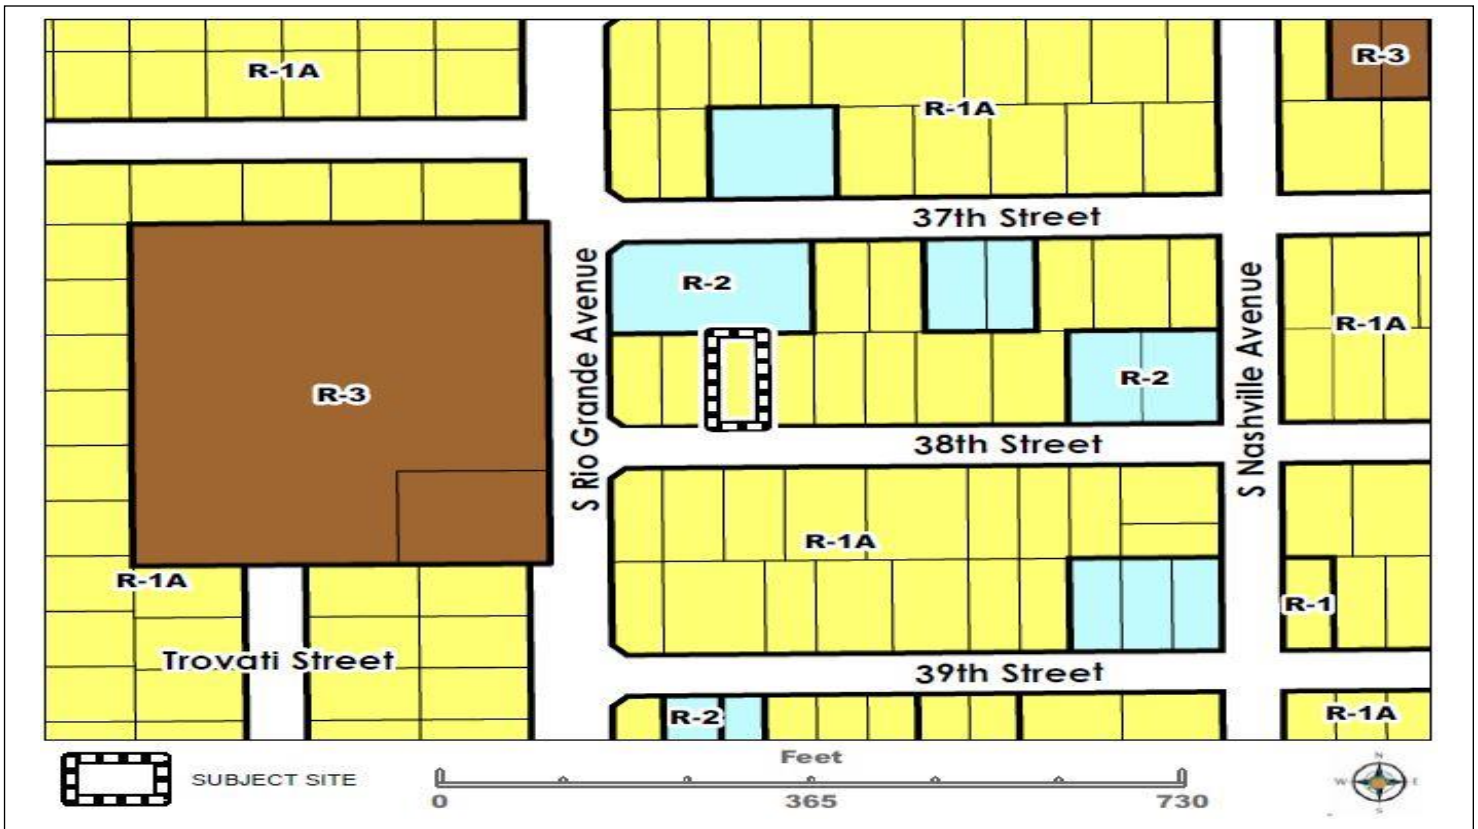 R-1A
R-3
R-1A
37th Street
R-2
R-1A
R-2
R-3
S Rio Grande Avenue
S Nashville Avenue
38th Street
R-1A
R-1A
R-1
Trovati Street
39th Street
R-2
R-1A
SUBJECT SITE
Feet
0 365 730
N
W E
S